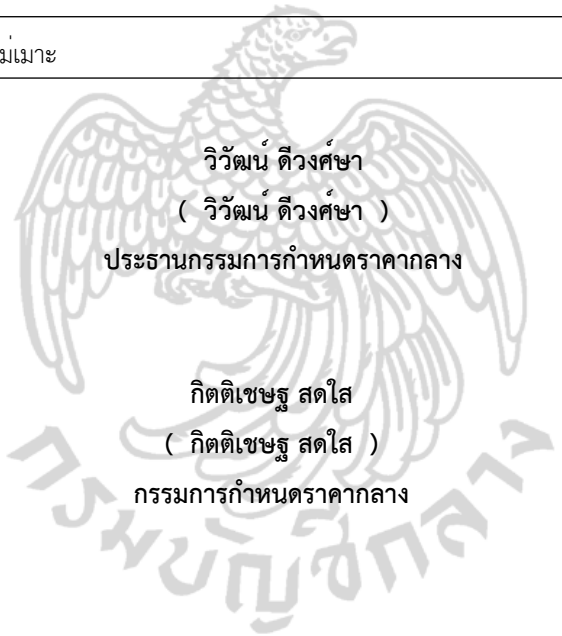 ม่เมาะ
วิวัฒน์ ดีวงศ์ษา
( วิวัฒน์ ดีวงศ์ษา )
ประธานกรรมการกำหนดราคากลาง
กิตติเชษฐ สดใส
( กิตติเชษฐ สดใส )
กรรมการกำหนดราคากลาง
กรมบัญชีกลาง